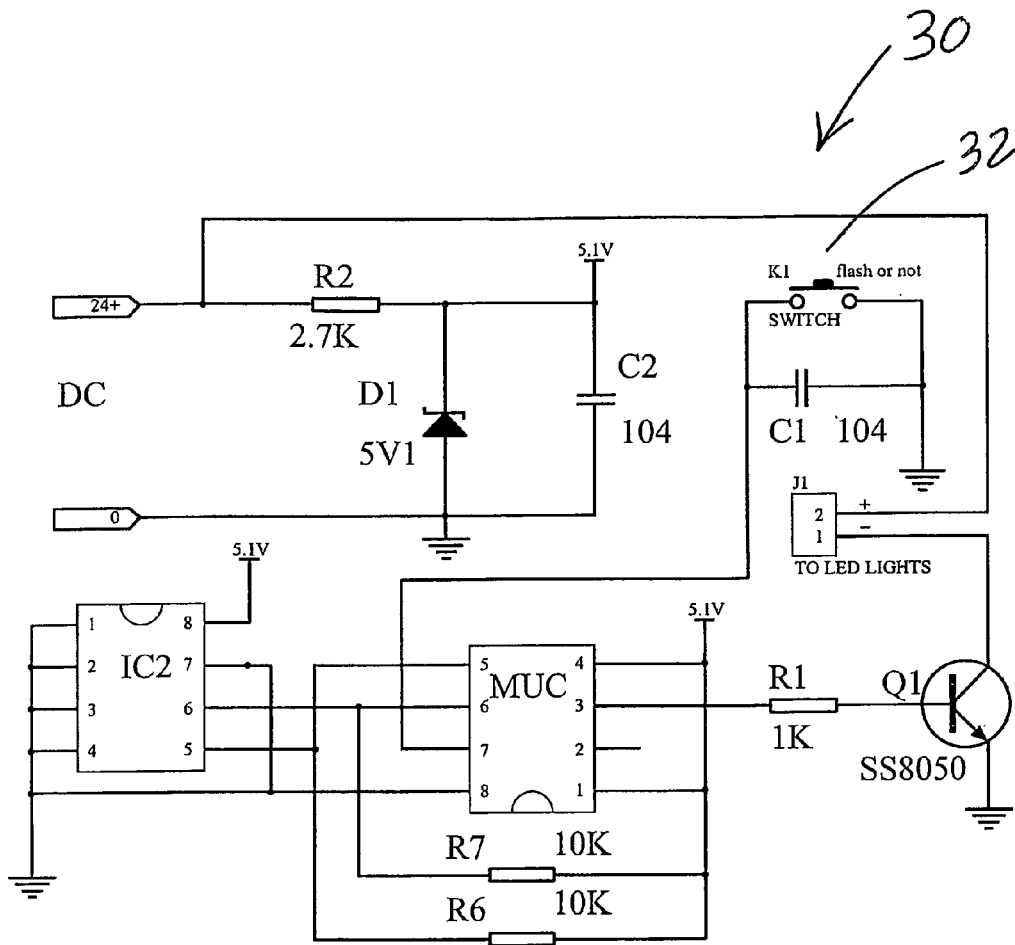 30
32
5.1V
K1 flash or not
SWITCH
24+
R2
2.7K
DC
D1
5V1
C2
104
C1 104
0
J1
2 +
1 −
TO LED LIGHTS
5.1V
1 8
2 IC2 7
3 6
4 5
5.1V
5 MUC 4
6 3
7 2
8 1
R1
1K
Q1
SS8050
R7 10K
R6 10K